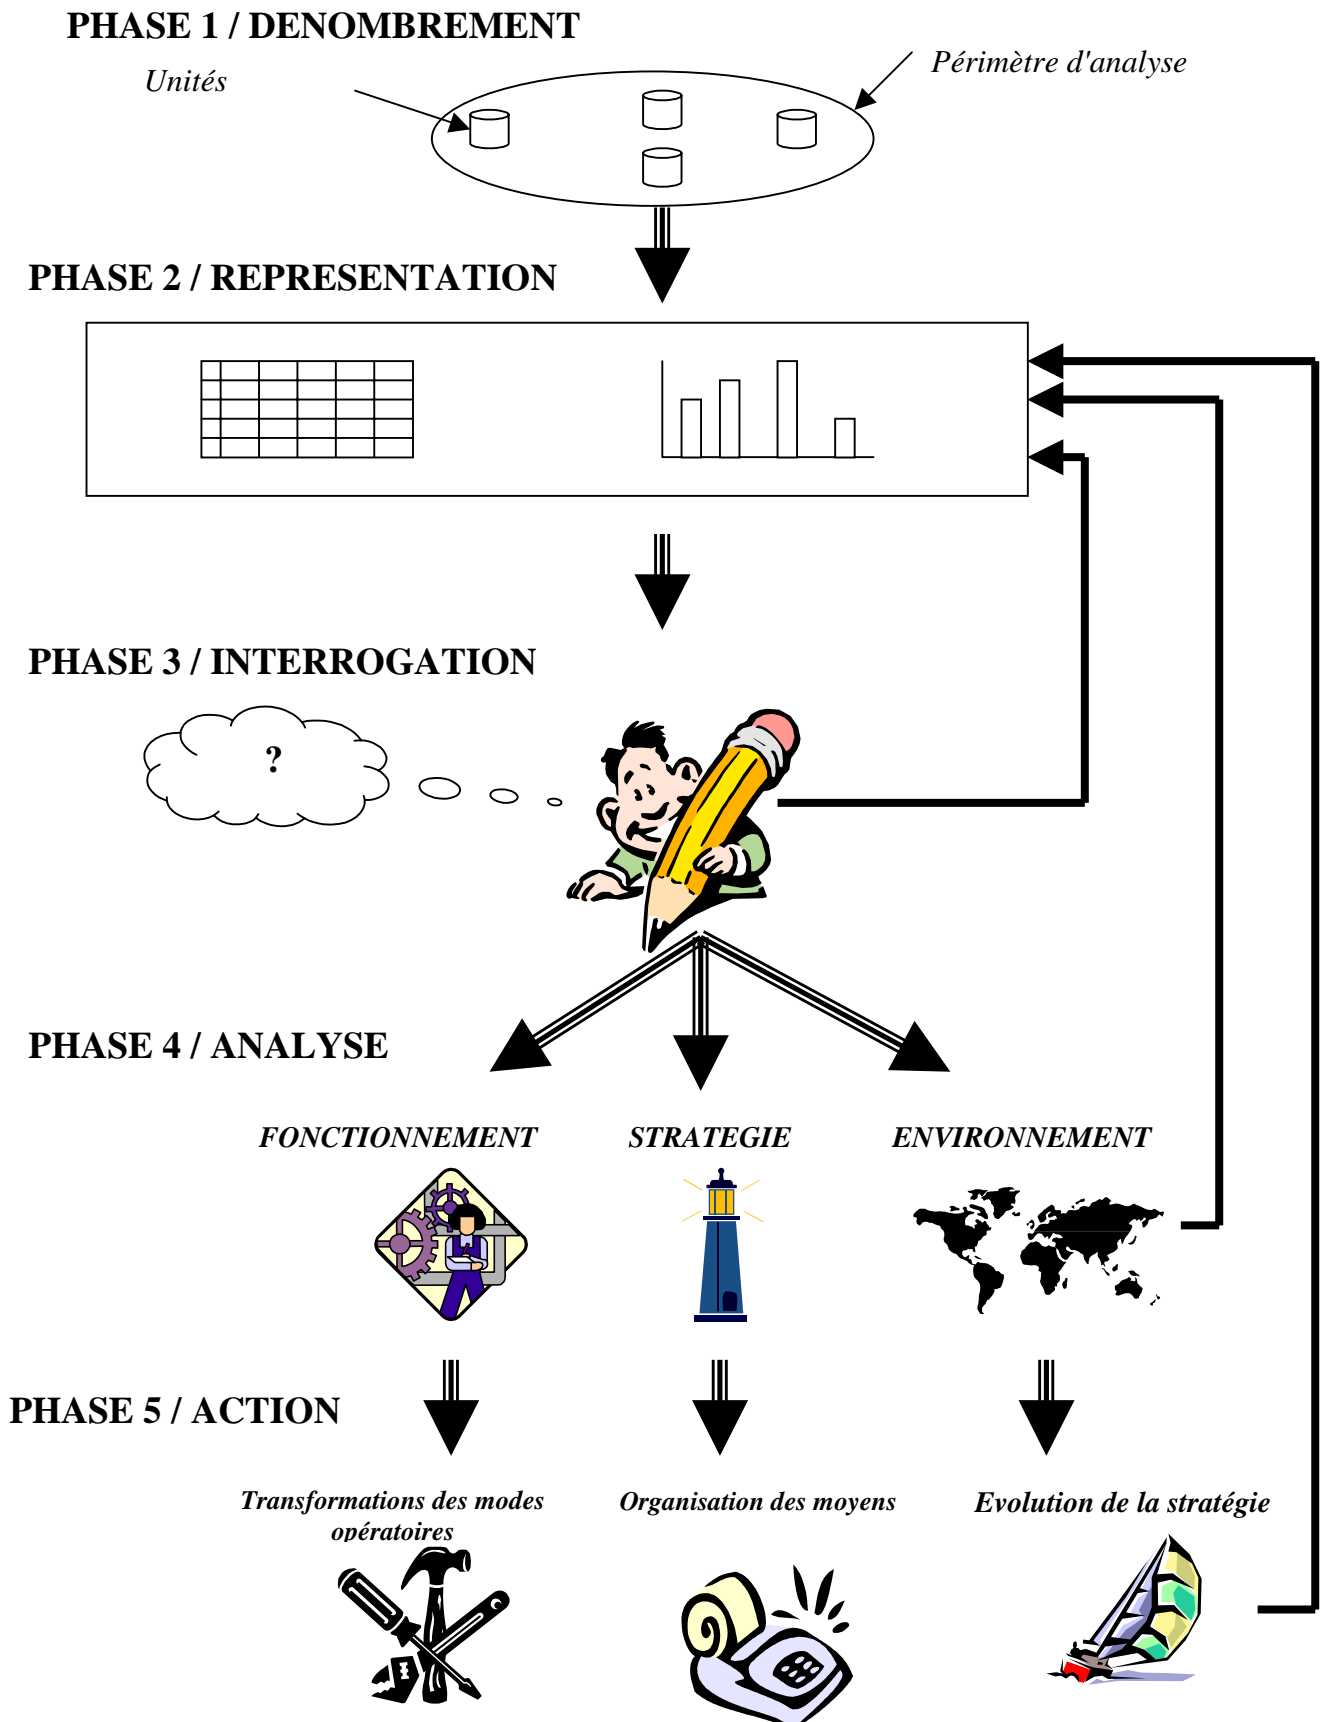 PHASE 1 / DENOMBREMENT
Unités
Périmètre d'analyse
PHASE 2 / REPRESENTATION
PHASE 3 / INTERROGATION
?
PHASE 4 / ANALYSE
FONCTIONNEMENT
STRATEGIE
ENVIRONNEMENT
PHASE 5 / ACTION
Transformations des modes
opératoires
Organisation des moyens
Evolution de la stratégie